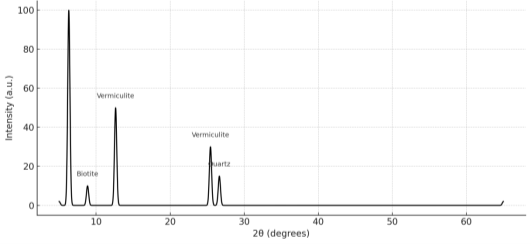 100
80
60
40
20
0
Intensity (a.u.)
Vermiculite
Vermiculite
Biotite
Quartz
10 20 30 40 50 60
2θ (degrees)